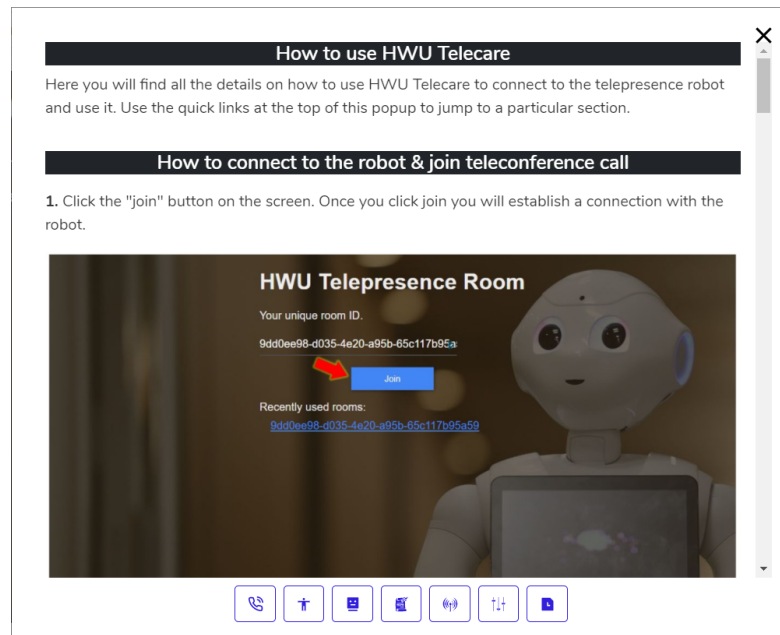 How to use HWU Telecare
Here you will find all the details on how to use HWU Telecare to connect to the telepresence robot
and use it. Use the quick links at the top of this popup to jump to a particular section.
How to connect to the robot & join teleconference call
1. Click the "join" button on the screen. Once you click join you will establish a connection with the
robot.
HWU Telepresence Room
Your unique room ID.
9dd0ee98-d035-4e20-a95b-65c117b95a
Join
Recently used rooms:
9dd0ee98-d035-4e20-a95b-65c117b95a59